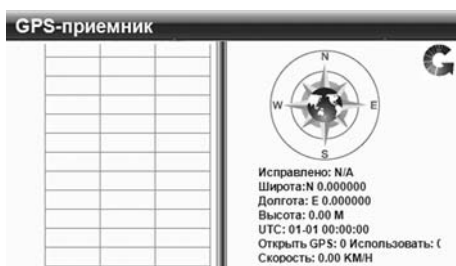 GPS-приемник
N
W
E
S
Исправлено: N/A
Широта:N 0.000000
Долгота: E 0.000000
Высота: 0.00 M
UTC: 01-01 00:00:00
Открыть GPS: 0 Использовать: (
Скорость: 0.00 KM/H